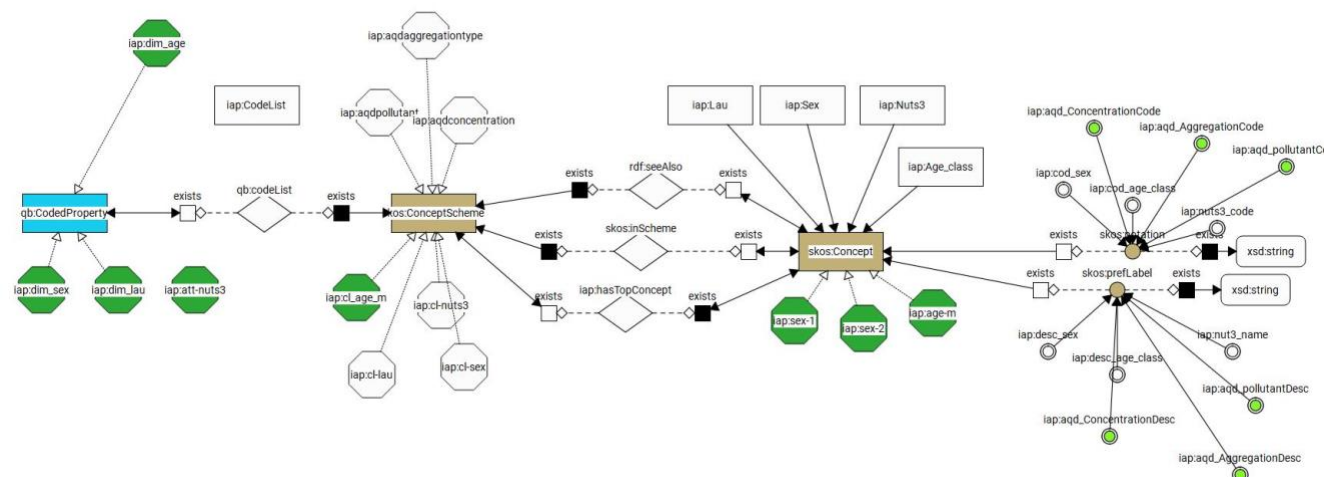 iap:dim_age
iap:aqdaggregationtype
iap:CodeList
iap:aqdpollutant
iap:aqdconcentration
iap:Lau
iap:Sex
iap:Nuts3
iap:Age_class
iap:aqd_ConcentrationCode
iap:aqd_AggregationCode
iap:aqd_pollutantCo
iap:cod_sex
iap:cod_age_class
iap:nuts3_code
qb:CodedProperty
exists
qb:codeList
exists
kos:ConceptScheme
exists
rdf:seeAlso
exists
exists
skos:inScheme
exists
exists
iap:hasTopConcept
exists
skos:Concept
exists
skos:notation
exists
xsd:string
exists
skos:prefLabel
exists
xsd:string
iap:dim_sex
iap:dim_lau
iap:att-nuts3
iap:cl_age_m
iap:cl-nuts3
iap:cl-lau
iap:cl-sex
iap:sex-1
iap:sex-2
iap:age-m
iap:desc_sex
iap:desc_age_class
iap:nut3_name
iap:aqd_pollutantDesc
iap:aqd_ConcentrationDesc
iap:aqd_AggregationDesc